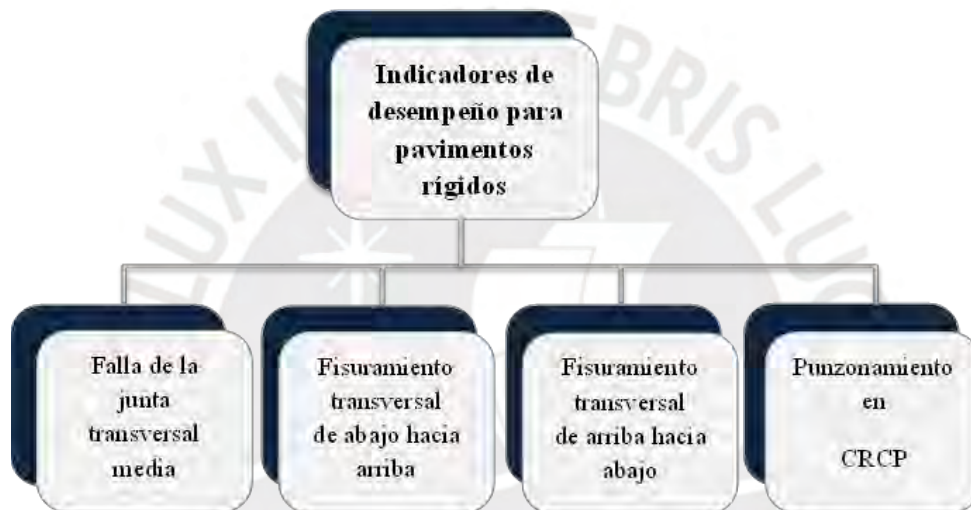 Indicadores de
desempeño para
pavimentos
rígidos
Falla de la
junta
transversal
media
Fisuramiento
transversal
de abajo hacia
arriba
Fisuramiento
transversal
de arriba hacia
abajo
Punzonamiento
en
CRCP